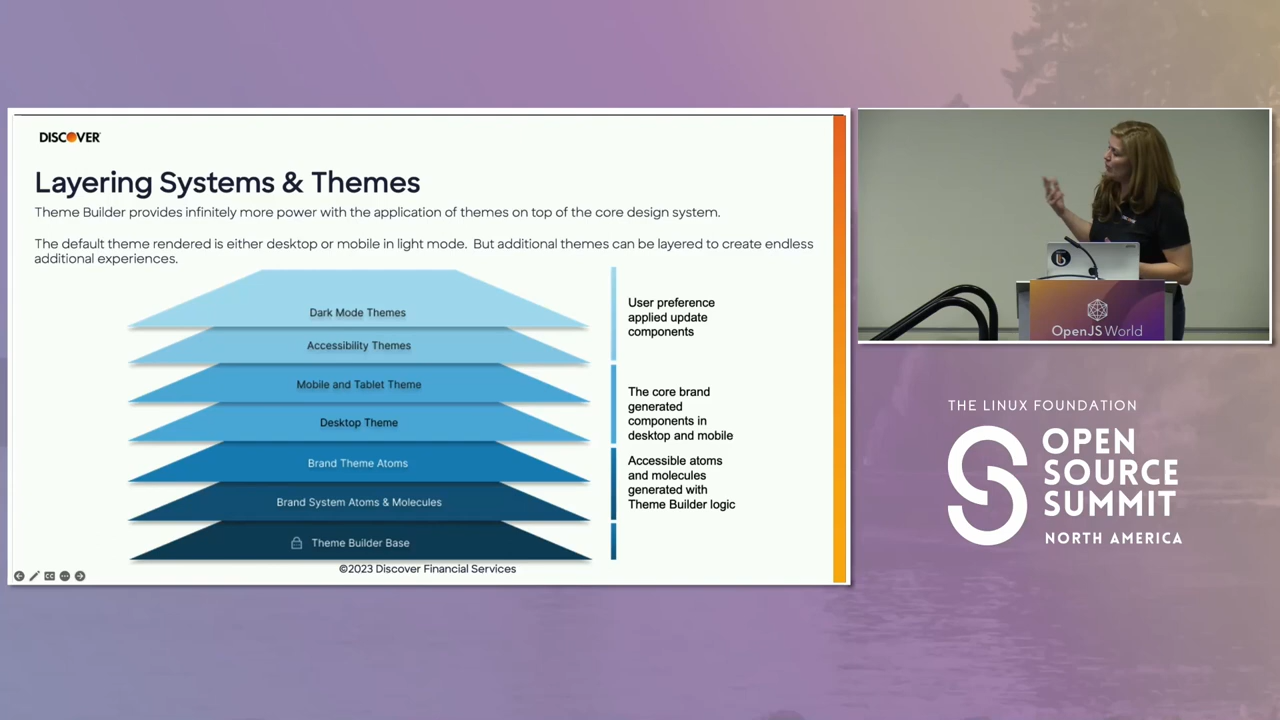 DISCOVER
Layering Systems & Themes
Theme Builder provides infinitely more power with the application of themes on top of the core design system.
The default theme rendered is either desktop or mobile in light mode.  But additional themes can be layered to create endless
additional experiences.
Dark Mode Themes
Accessibility Themes
Mobile and Tablet Theme
Desktop Theme
Brand Theme Atoms
Brand System Atoms & Molecules
Theme Builder Base
User preference
applied update
components
The core brand
generated
components in
desktop and mobile
Accessible atoms
and molecules
generated with
Theme Builder logic
©2023 Discover Financial Services
OpenJS World
THE LINUX FOUNDATION
OPEN
SOURCE
SUMMIT
NORTH AMERICA